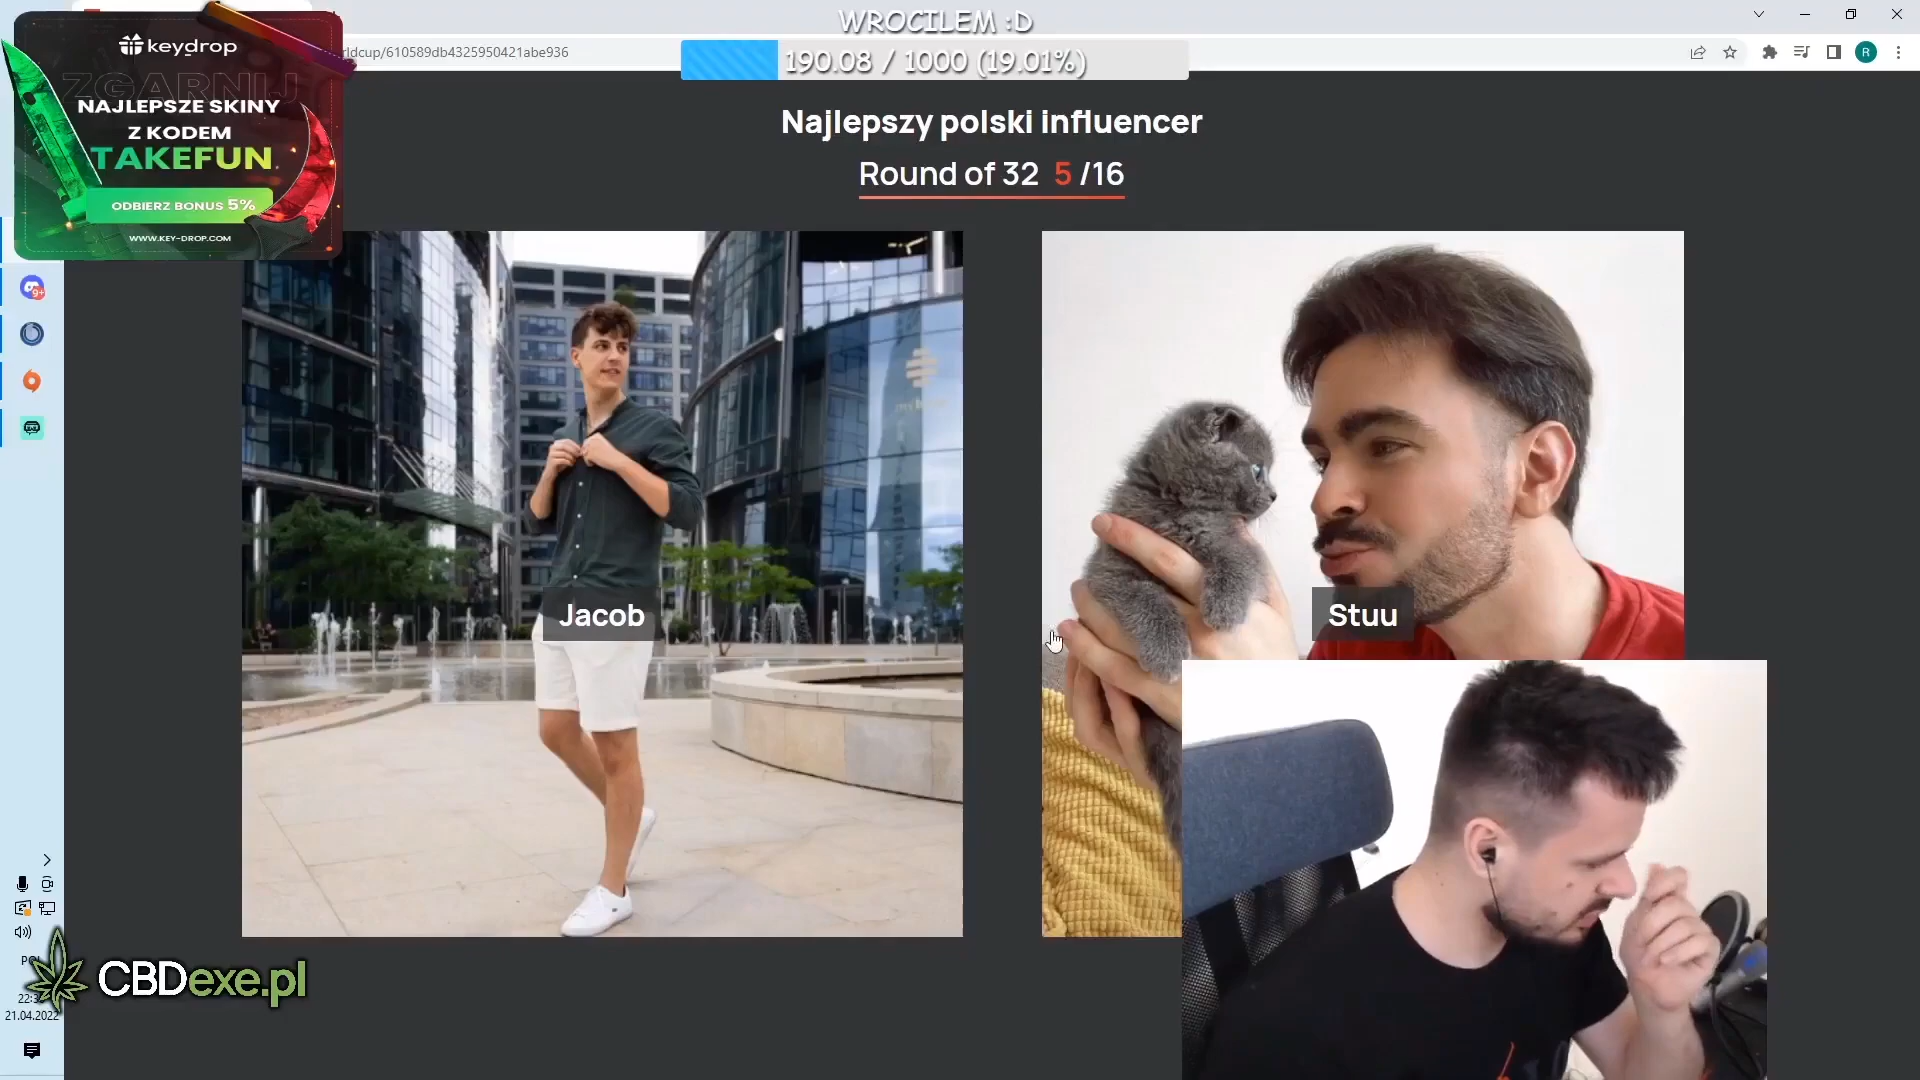 WROCILEM :D
190.08 / 1000 (19.01%)
rldcup/610589db4325950421abe936
R
keydrop
ZGARNIJ
NAJLEPSZE SKINY
Z KODEM
TAKEFUN
ODBIERZ BONUS 5%
WWW.KEY-DROP.COM
Najlepszy polski influencer
Round of 32 5 /16
9+
Jacob
Stuu
CBDexe.pl
21.04.2022